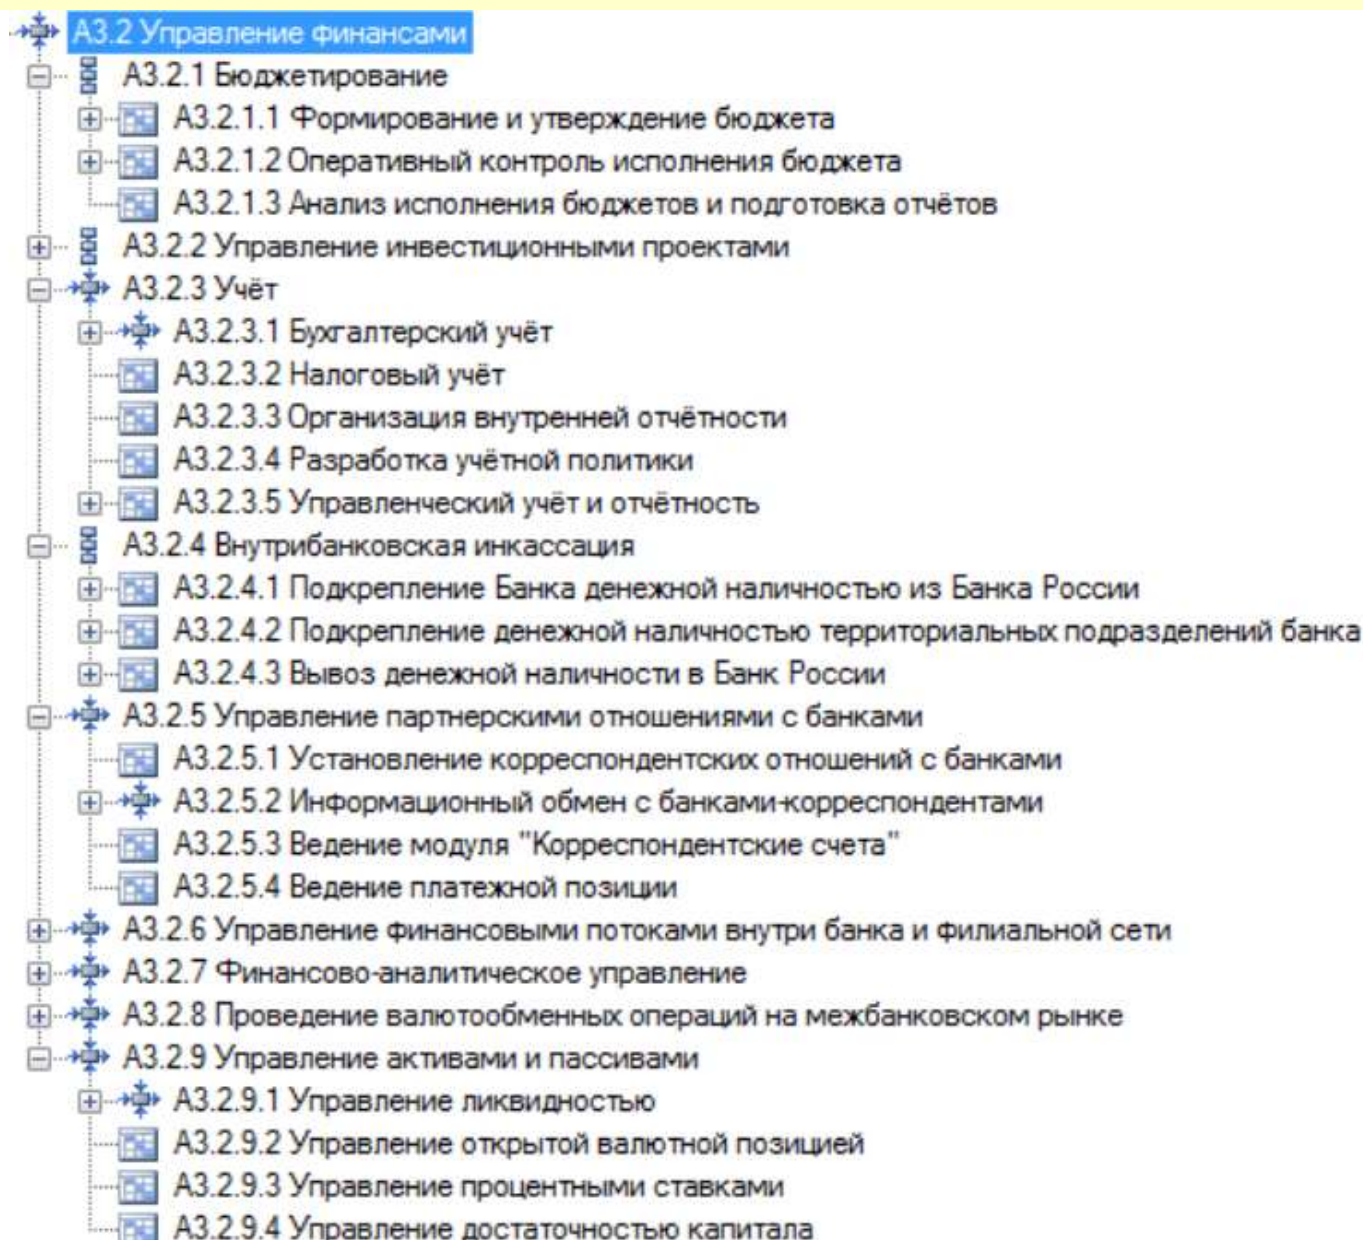 А3.2 Управление финансами
А3.2.1 Бюджетирование
А3.2.1.1 Формирование и утверждение бюджета
А3.2.1.2 Оперативный контроль исполнения бюджета
А3.2.1.3 Анализ исполнения бюджетов и подготовка отчётов
А3.2.2 Управление инвестиционными проектами
А3.2.3 Учёт
А3.2.3.1 Бухгалтерский учёт
А3.2.3.2 Налоговый учёт
А3.2.3.3 Организация внутренней отчётности
А3.2.3.4 Разработка учётной политики
А3.2.3.5 Управленческий учёт и отчётность
А3.2.4 Внутрибанковская инкассация
А3.2.4.1 Подкрепление Банка денежной наличностью из Банка России
А3.2.4.2 Подкрепление денежной наличностью территориальных подразделений банка
А3.2.4.3 Вывоз денежной наличности в Банк России
А3.2.5 Управление партнерскими отношениями с банками
А3.2.5.1 Установление корреспондентских отношений с банками
А3.2.5.2 Информационный обмен с банками-корреспондентами
А3.2.5.3 Ведение модуля "Корреспондентские счета"
А3.2.5.4 Ведение платежной позиции
А3.2.6 Управление финансовыми потоками внутри банка и филиальной сети
А3.2.7 Финансово-аналитическое управление
А3.2.8 Проведение валютообменных операций на межбанковском рынке
А3.2.9 Управление активами и пассивами
А3.2.9.1 Управление ликвидностью
А3.2.9.2 Управление открытой валютной позицией
А3.2.9.3 Управление процентными ставками
А3.2.9.4 Управление достаточностью капитала